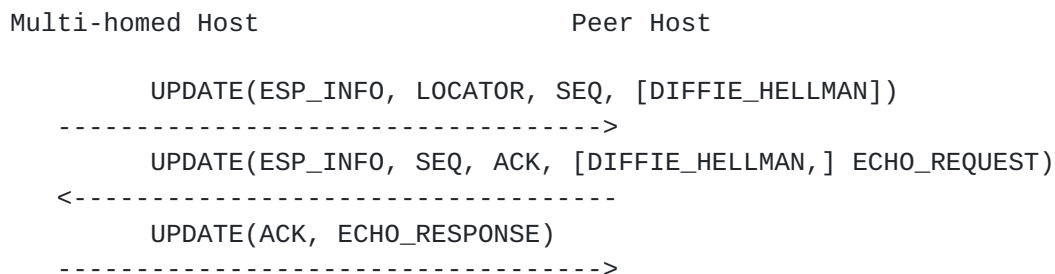 Multi-homed Host                    Peer Host
UPDATE(ESP_INFO, LOCATOR, SEQ, [DIFFIE_HELLMAN])
----------------------------------->
UPDATE(ESP_INFO, SEQ, ACK, [DIFFIE_HELLMAN,] ECHO_REQUEST)
<-----------------------------------
UPDATE(ACK, ECHO_RESPONSE)
----------------------------------->